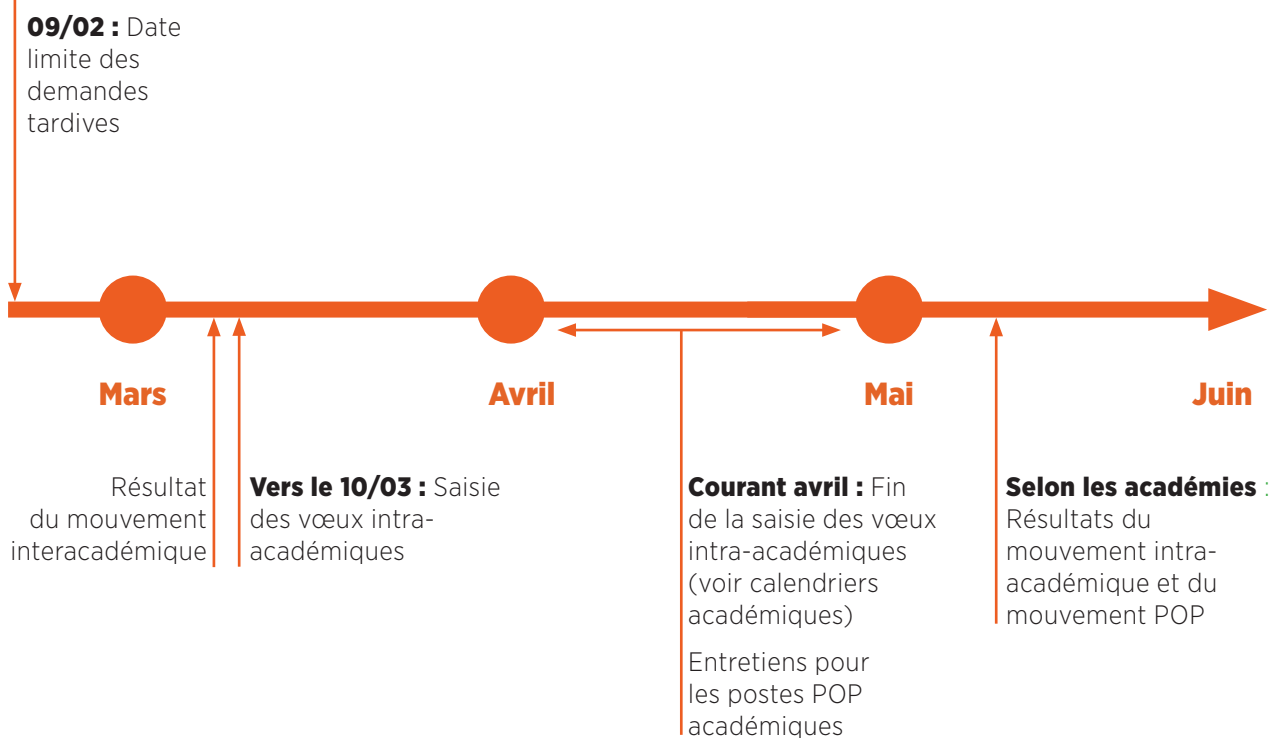 09/02 : Date
limite des
demandes
tardives
Mars
Avril
Mai
Juin
Résultat
du mouvement
interacadémique
Vers le 10/03 : Saisie
des vœux intra-
académiques
Courant avril : Fin
de la saisie des vœux
intra-académiques
(voir calendriers
académiques)
Entretiens pour
les postes POP
académiques
Selon les académies :
Résultats du
mouvement intra-
académique et du
mouvement POP